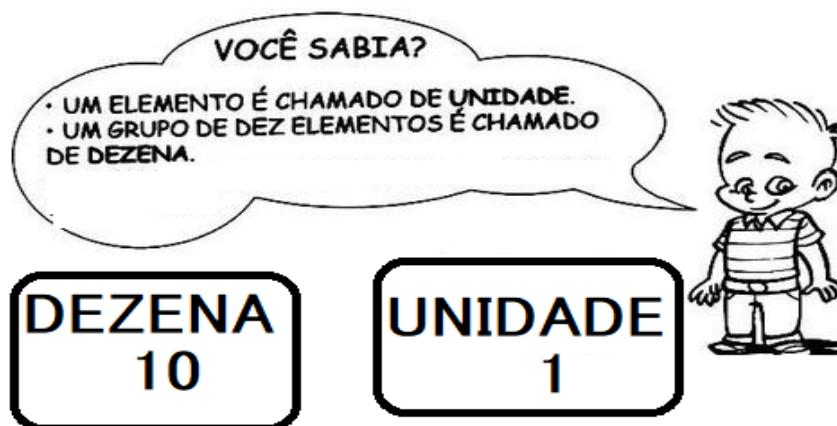 VOCÊ SABIA?
• UM ELEMENTO É CHAMADO DE UNIDADE.
• UM GRUPO DE DEZ ELEMENTOS É CHAMADO
DE DEZENA.
DEZENA
10
UNIDADE
1